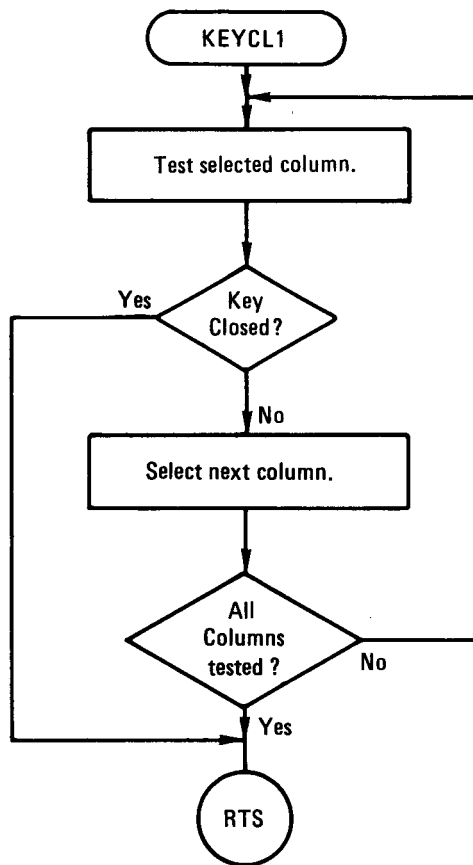 KEYCL1
Test selected column.
Yes
Key
Closed?
No
Select next column.
All
Columns
tested ?
No
Yes
RTS